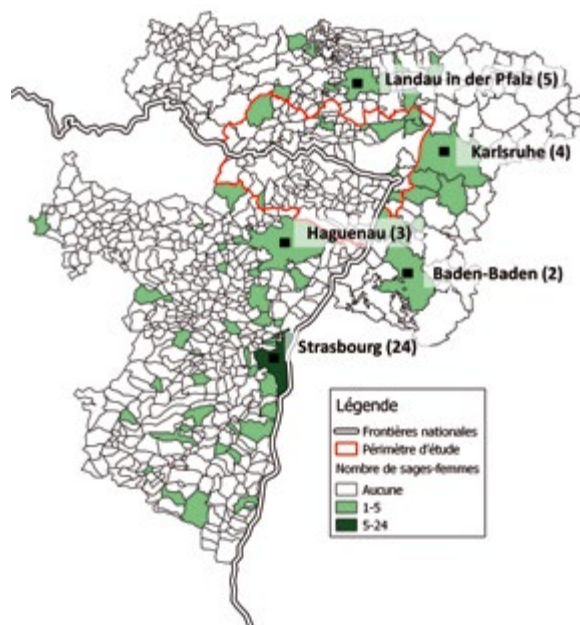 Landau in der Pfalz (5)
Karlsruhe (4)
Haguenau (3)
Baden-Baden (2)
Strasbourg (24)
Légende
Frontières nationales
Périmètre d'étude
Nombre de sages-femmes
Aucune
1-5
5-24